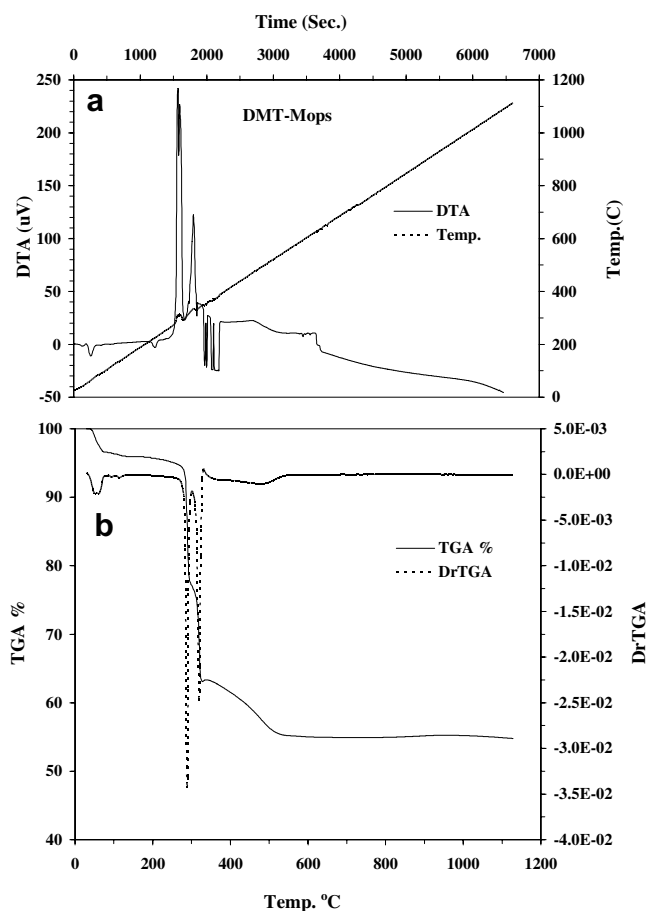 Time (Sec.)
0 1000 2000 3000 4000 5000 6000 7000
a
DMT-Mops
250
200
150
100
50
0
-50
DTA (uV)
DTA
Temp.
1200
1000
800
600
400
200
0
Temp.(C)
b
100
90
80
70
60
50
40
TGA %
TGA %
DrTGA
5.0E-03
0.0E+00
-5.0E-03
-1.0E-02
-1.5E-02
-2.0E-02
-2.5E-02
-3.0E-02
-3.5E-02
-4.0E-02
DrTGA
0 200 400 600 800 1000 1200
Temp. ºC